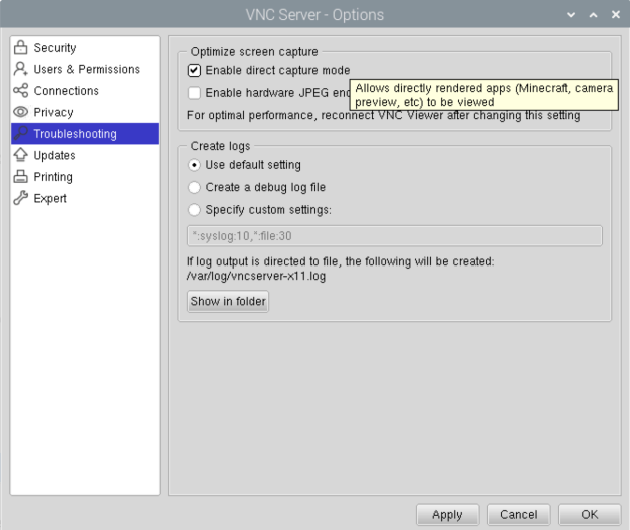 VNC Server - Options
Security
Users & Permissions
Connections
Privacy
Troubleshooting
Updates
Printing
Expert
Optimize screen capture
Enable direct capture mode
Enable hardware JPEG
Allows directly rendered apps (Minecraft, camera
preview, etc) to be viewed
For optimal performance, reconnect VNC Viewer after changing this setting
Create logs
Use default setting
Create a debug log file
Specify custom settings:
*:syslog:10,*:file:30
If log output is directed to file, the following will be created:
/var/log/vncserver-x11.log
Show in folder
Apply
Cancel
OK